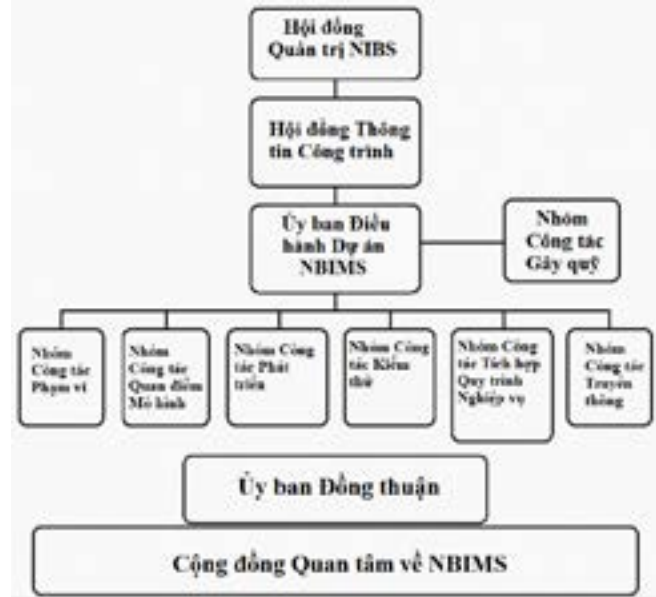 Hội đồng
Quản trị NIBS
Hội đồng Thông
tin Công trình
Ủy ban Điều
hành Dự án
NBIMS
Nhóm
Công tác
Gây quỹ
Nhóm
Công tác
Phạm vi
Nhóm
Công tác
Quan điểm
Mô hình
Nhóm Công
tác Phát
triển
Nhóm Công
tác Kiểm
thử
Nhóm Công
tác Tích hợp
Quy trình
Nghiệp vụ
Nhóm
Công tác
Truyền
thông
Ủy ban Đồng thuận
Cộng đồng Quan tâm về NBIMS